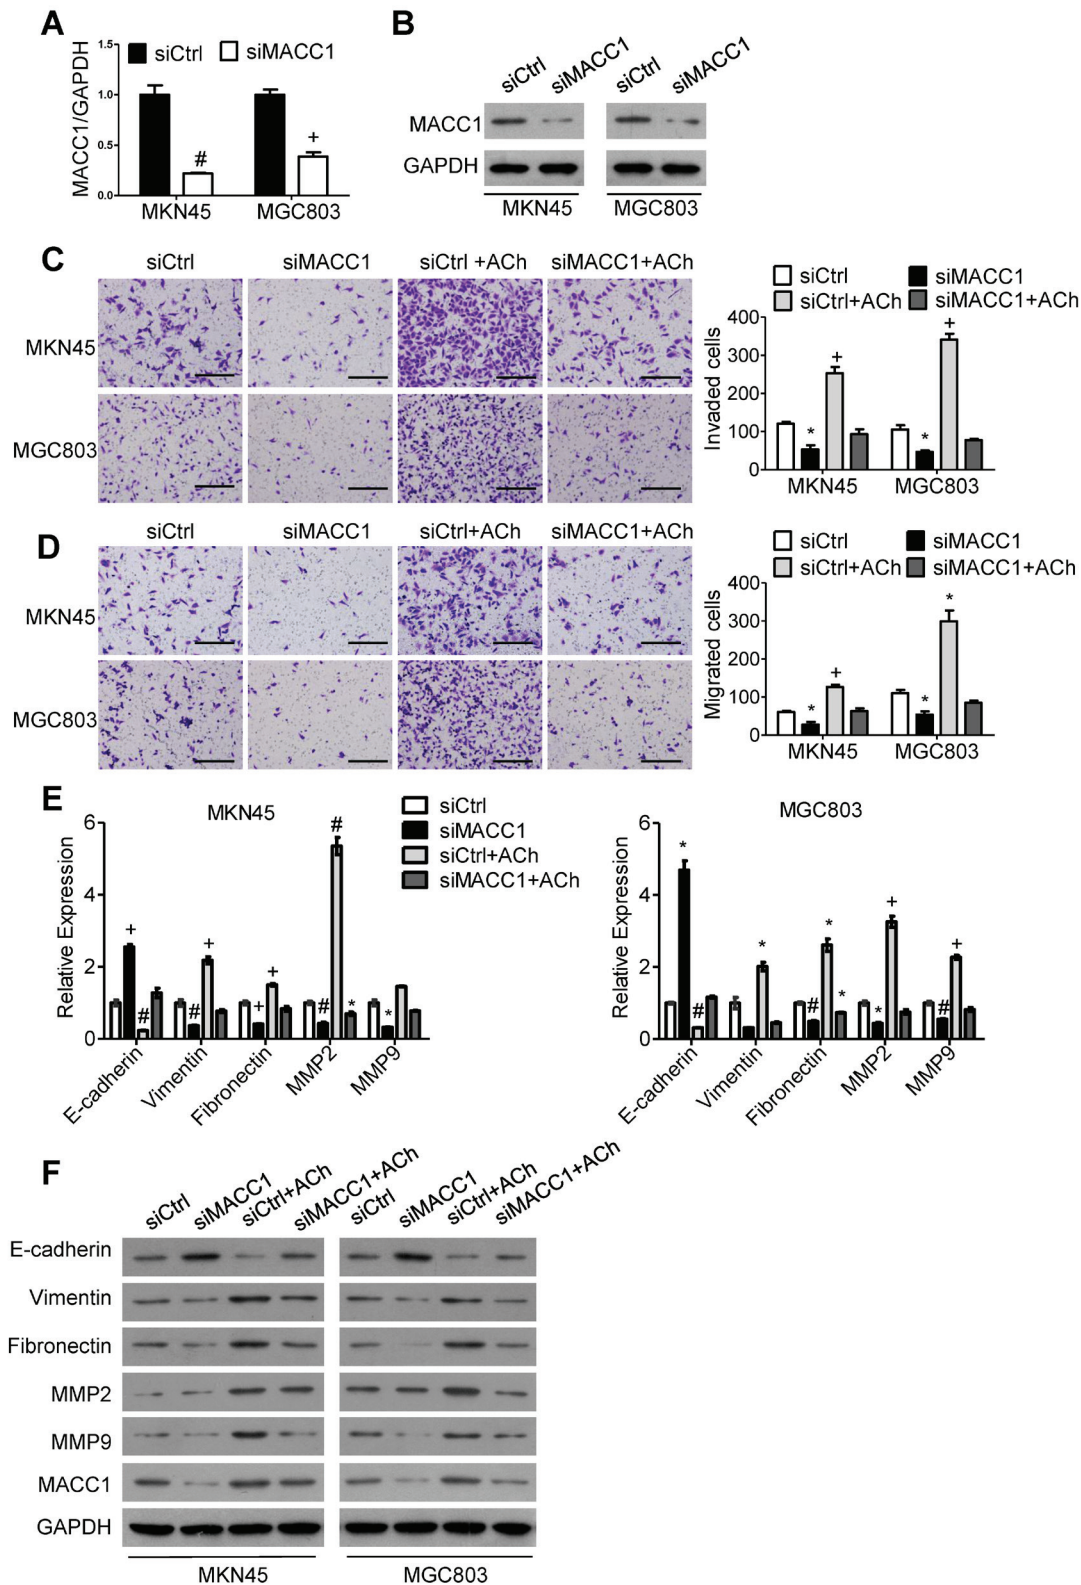 A
MACC1/GAPDH
1.5
1.0
0.5
0.0
siCtrl
siMACC1
#
+
MKN45
MGC803
B
siCtrl
siMACC1
siCtrl
siMACC1
MACC1
GAPDH
MKN45
MGC803
C
siCtrl
siMACC1
siCtrl +ACh
siMACC1+ACh
MKN45
MGC803
siCtrl
siMACC1
siCtrl+ACh
siMACC1+ACh
Invaded cells
400
300
200
100
0
*
+
*
+
MKN45
MGC803
D
siCtrl
siMACC1
siCtrl+ACh
siMACC1+ACh
MKN45
MGC803
siCtrl
siMACC1
siCtrl+ACh
siMACC1+ACh
Migrated cells
400
300
200
100
0
*
+
*
*
MKN45
MGC803
E
MKN45
siCtrl
siMACC1
siCtrl+ACh
siMACC1+ACh
Relative Expression
6
4
2
0
+
#
#
+
+
+
#
#
*
*
E-cadherin
Vimentin
Fibronectin
MMP2
MMP9
MGC803
Relative Expression
6
4
2
0
*
#
*
#
*
*
*
+
#
+
E-cadherin
Vimentin
Fibronectin
MMP2
MMP9
F
siCtrl
siMACC1
siCtrl+ACh
siMACC1+ACh
siCtrl
siMACC1
siCtrl+ACh
siMACC1+ACh
E-cadherin
Vimentin
Fibronectin
MMP2
MMP9
MACC1
GAPDH
MKN45
MGC803